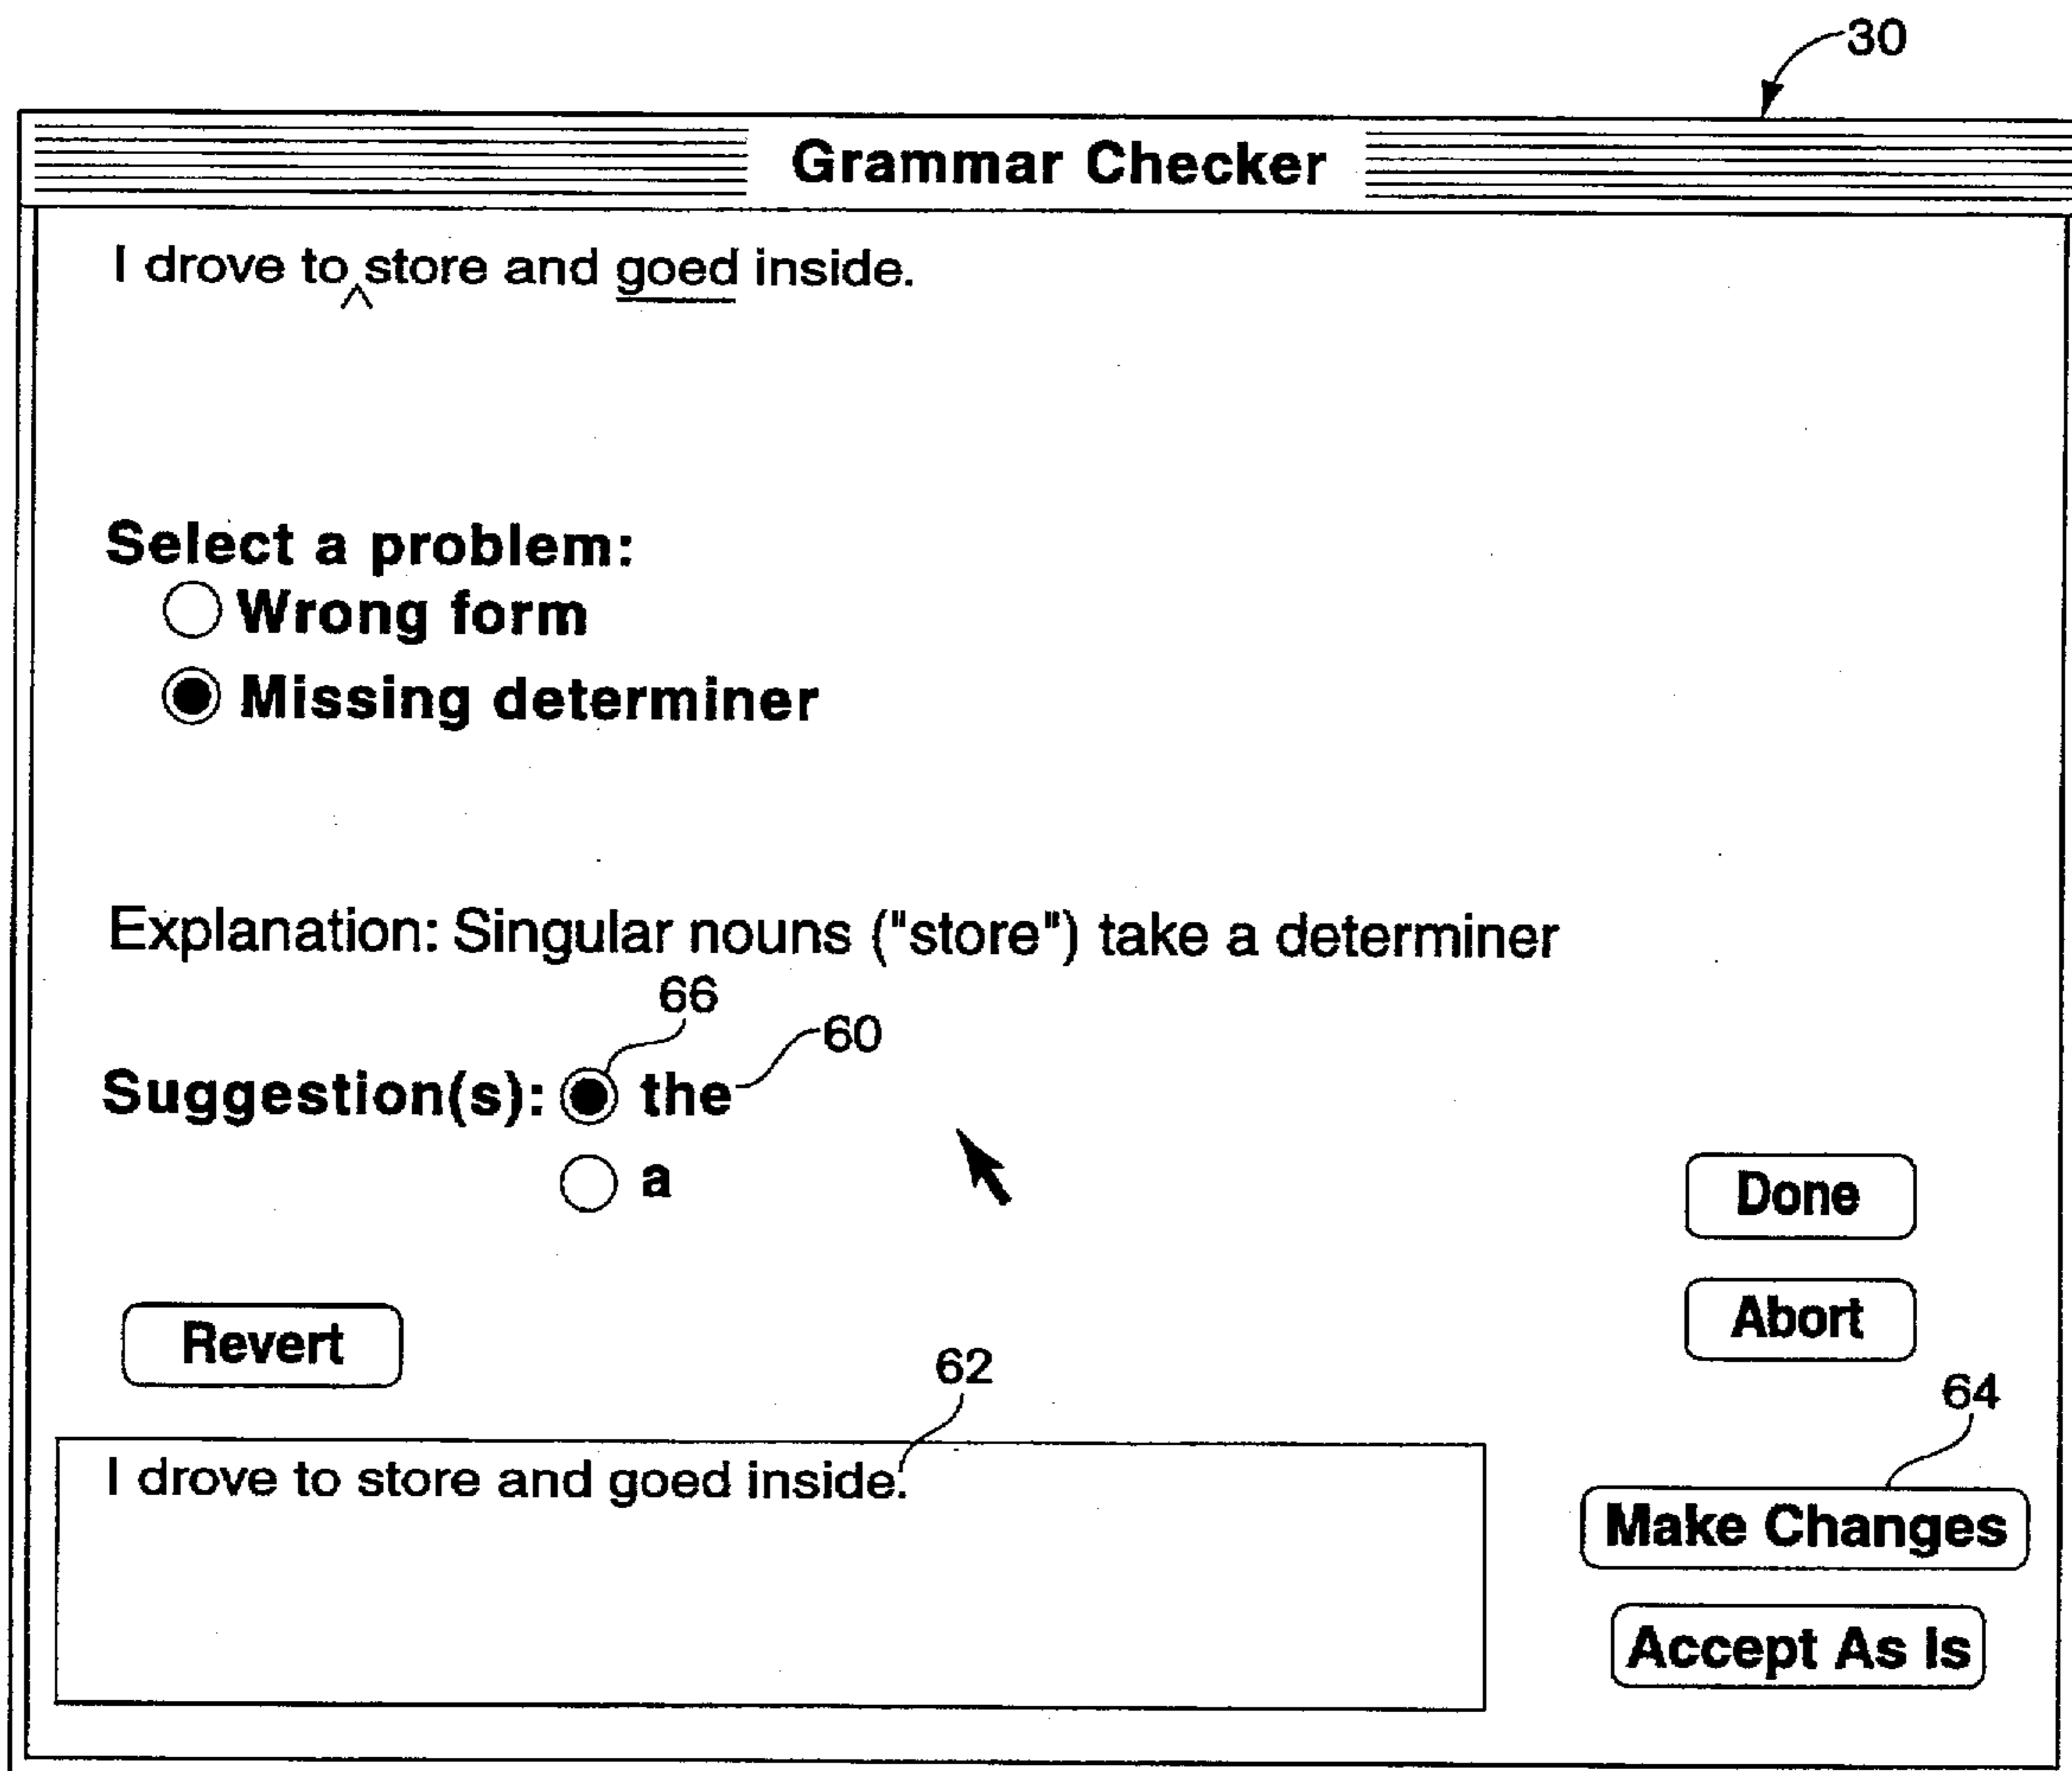 30
Grammar Checker
I drove to^store and goed inside.
Select a problem:
Wrong form
Missing determiner
Explanation: Singular nouns ("store") take a determiner
66
60
Suggestion(s): the
a
Done
Abort
Revert
62
64
I drove to store and goed inside.
Make Changes
Accept As Is